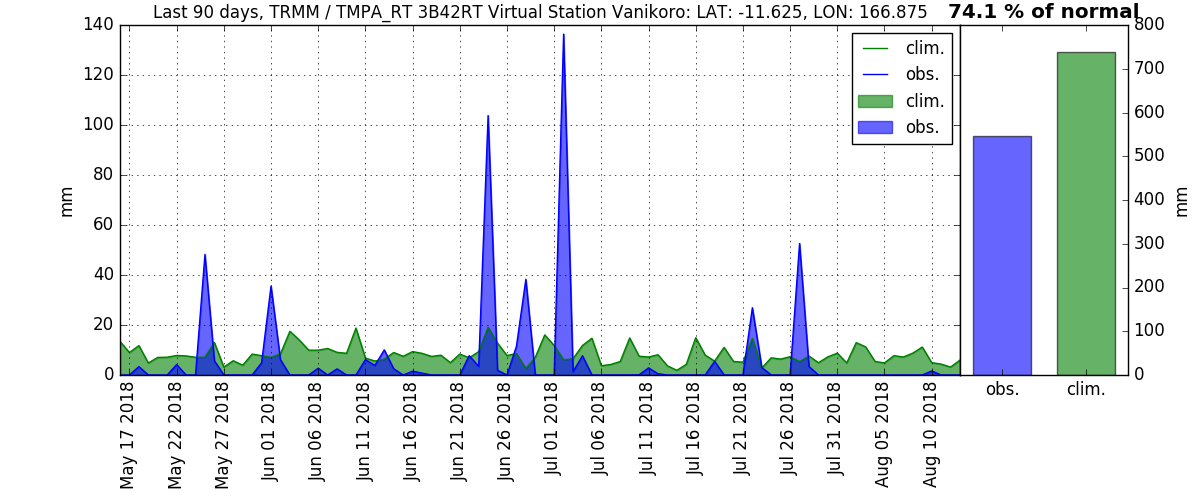 Last 90 days, TRMM / TMPA_RT 3B42RT Virtual Station Vanikoro: LAT: -11.625, LON: 166.875
74.1 % of normal
140
120
100
80
60
40
20
0
mm
clim.
obs.
clim.
obs.
800
700
600
500
400
300
200
100
0
mm
obs.
clim.
May 17 2018
May 22 2018
May 27 2018
Jun 01 2018
Jun 06 2018
Jun 11 2018
Jun 16 2018
Jun 21 2018
Jun 26 2018
Jul 01 2018
Jul 06 2018
Jul 11 2018
Jul 16 2018
Jul 21 2018
Jul 26 2018
Jul 31 2018
Aug 05 2018
Aug 10 2018